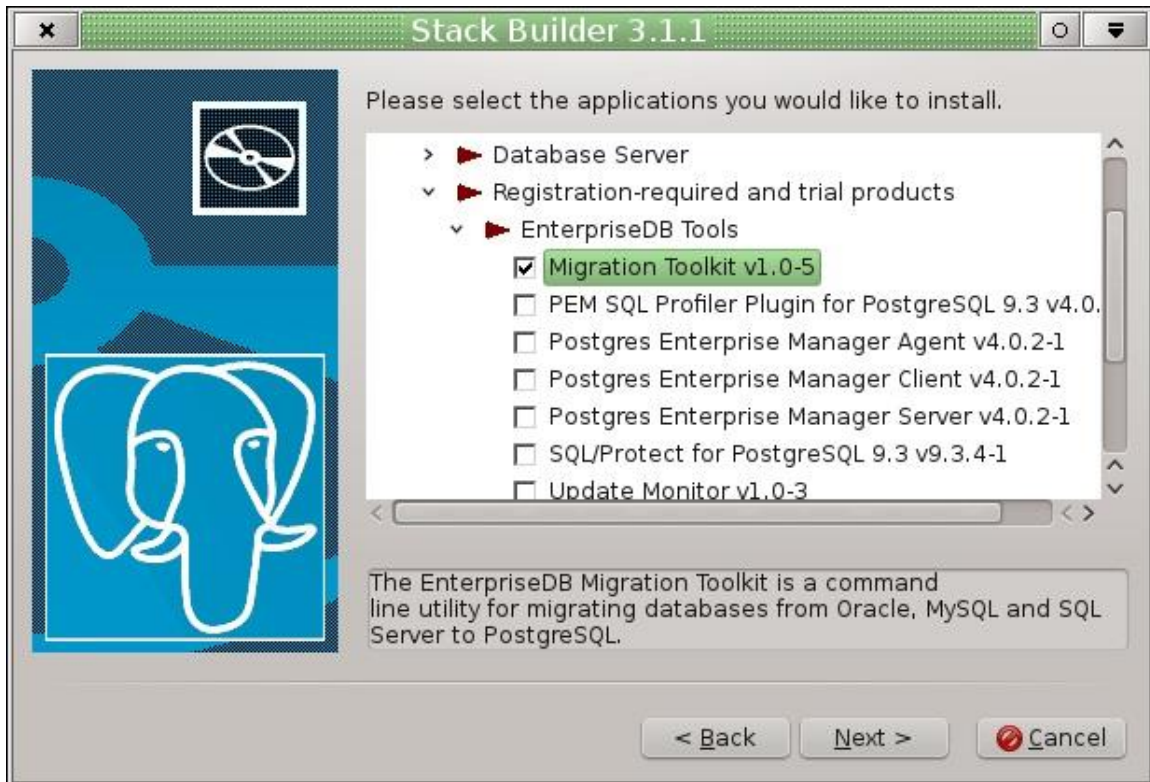 Stack Builder 3.1.1
Please select the applications you would like to install.
Database Server
Registration-required and trial products
EnterpriseDB Tools
Migration Toolkit v1.0-5
PEM SQL Profiler Plugin for PostgreSQL 9.3 v4.0.
Postgres Enterprise Manager Agent v4.0.2-1
Postgres Enterprise Manager Client v4.0.2-1
Postgres Enterprise Manager Server v4.0.2-1
SQL/Protect for PostgreSQL 9.3 v9.3.4-1
Update Monitor v1.0-3
The EnterpriseDB Migration Toolkit is a command
line utility for migrating databases from Oracle, MySQL and SQL
Server to PostgreSQL.
< Back Next > Cancel